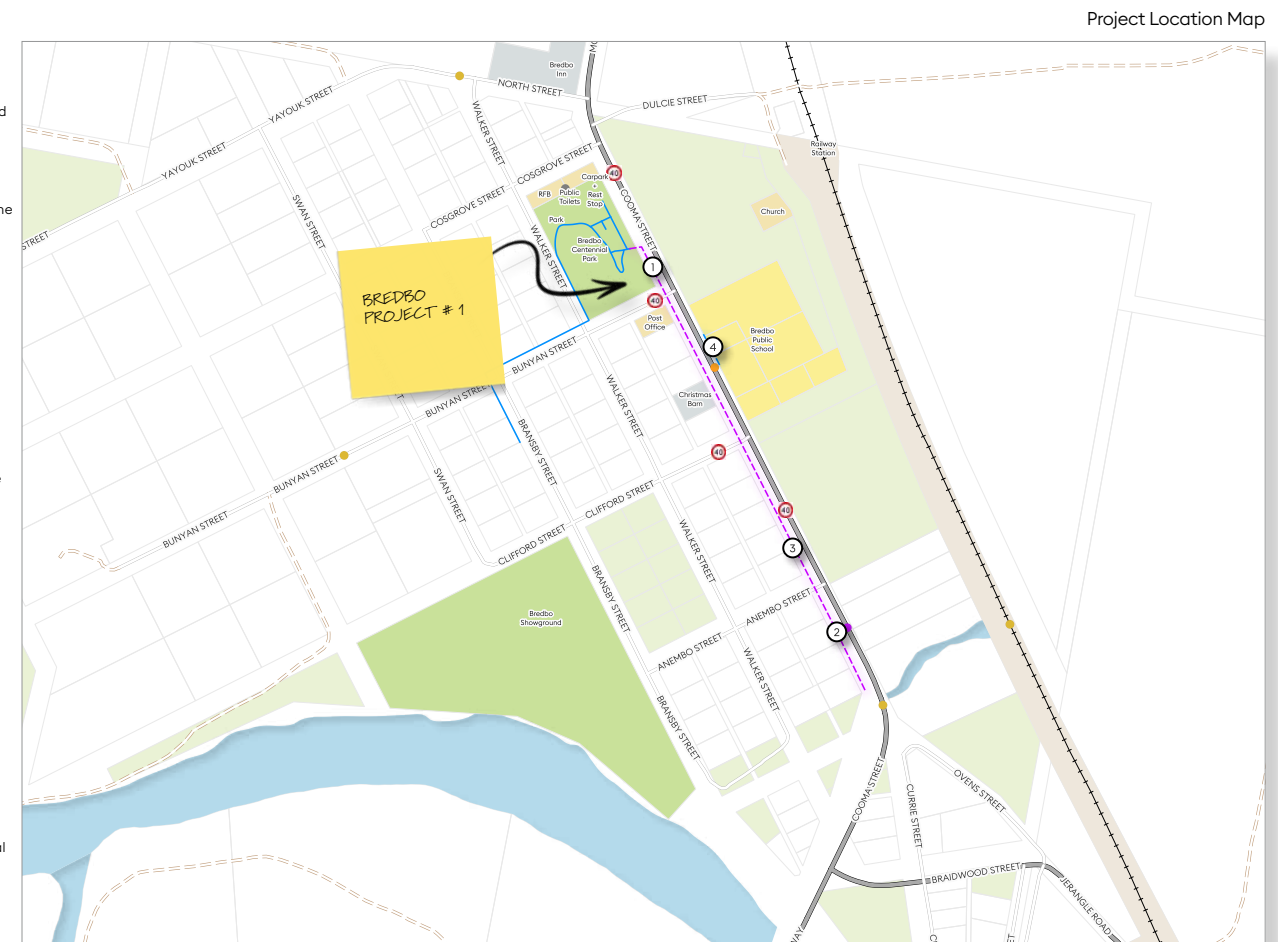 Project Location Map
Bredbo
Inn
NORTH STREET
DULCIE STREET
YAYOUK STREET
WALKER STREET
Railway
Station
YAYOUK STREET
COSGROVE STREET
40
Carpark
+
Rest
Stop
RFB
Public
Toilets
COSGROVE STREET
SWAN STREET
COOMA STREET
Church
Park
WALKER STREET
Bredbo
Centennial
Park
STREET
1
BREDBO
PROJECT # 1
40
Post
Office
Bredbo
Public
School
4
BUNYAN STREET
BUNYAN STREET
WALKER STREET
Christmas
Barn
BRANSBY STREET
40
BUNYAN STREET
SWAN STREET
CLIFFORD STREET
40
BUNYAN STREET
CLIFFORD STREET
WALKER STREET
3
BRANSBY STREET
ANEMBO STREET
Bredbo
Showground
2
ANEMBO STREET
WALKER STREET
BRANSBY STREET
COOMA STREET
OVENS STREET
CURRIE STREET
BRAIDWOOD STREET
JERANGLE ROAD